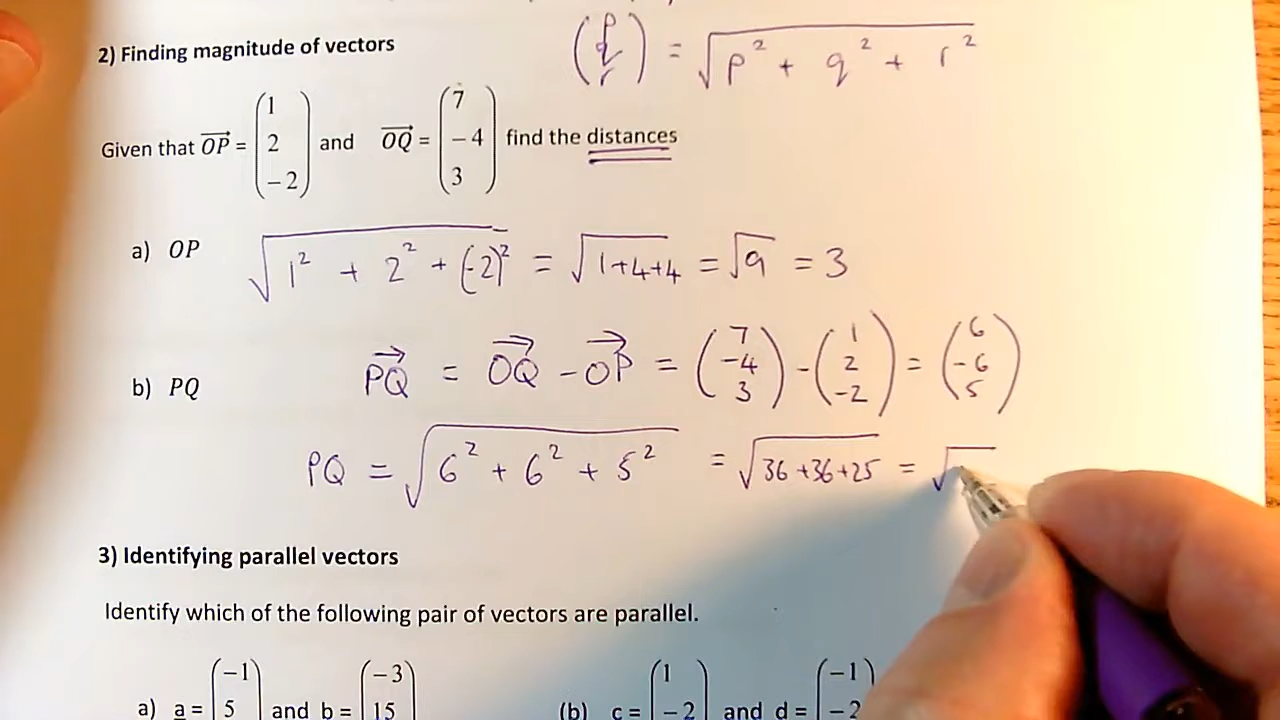 2) Finding magnitude of vectors
(p q r) = √(p² + q² + r²)
Given that OP→ = (1 2 −2) and OQ→ = (7 −4 3) find the distances
a) OP √(1² + 2² + (-2)²) = √(1+4+4) = √9 = 3
b) PQ PQ→ = OQ→ - OP→ = (7 -4 3) - (1 2 -2) = (6 -6 5)
PQ = √(6² + 6² + 5²) = √(36+36+25) = √
3) Identifying parallel vectors
Identify which of the following pair of vectors are parallel.
a) a = (−1 5 and b = (−3 15 (b) c = (1 −2 and d = (−1 −2